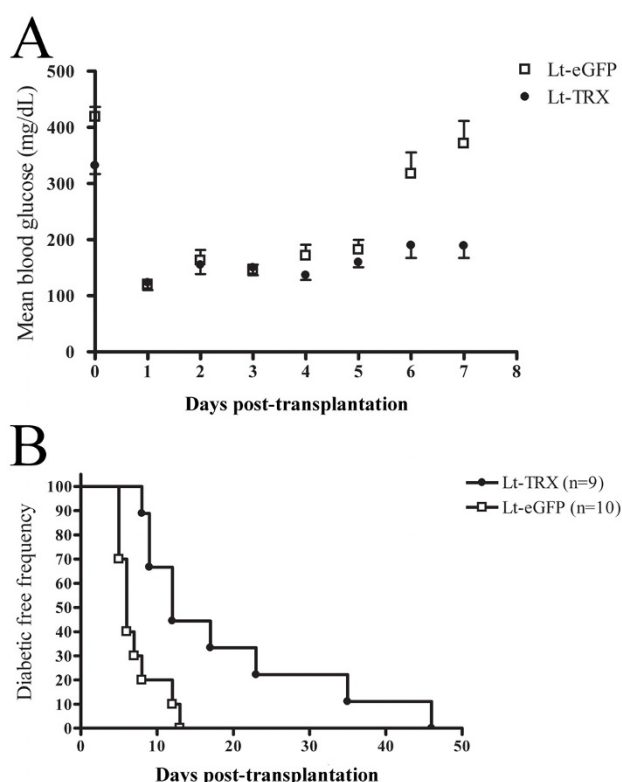 A
Lt-eGFP
Lt-TRX
Mean blood glucose (mg/dL)
500
400
300
200
100
0
0 1 2 3 4 5 6 7 8
Days post-transplantation
B
Lt-TRX (n=9)
Lt-eGFP (n=10)
Diabetic free frequency
100
90
80
70
60
50
40
30
20
10
0
0 10 20 30 40 50
Days post-transplantation